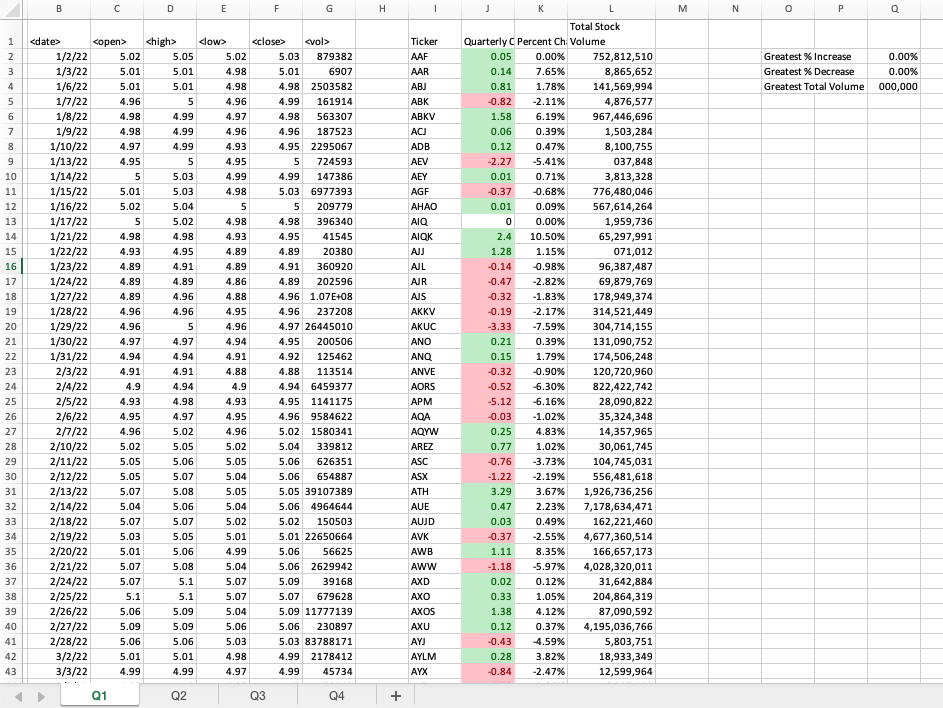 B C D E F G H I J K L M N O P Q
Total Stock
1 <date> <open> <high> <low> <close> <vol> Ticker Quarterly C Percent Ch Volume
2 1/2/22 5.02 5.05 5.02 5.03 879382 AAF 0.05 0.00% 752,812,510 Greatest % Increase 0.00%
3 1/3/22 5.01 5.01 4.98 5.01 6907 AAR 0.14 7.65% 8,865,652 Greatest % Decrease 0.00%
4 1/6/22 5.01 5.01 4.98 4.98 2503582 ABJ 0.81 1.78% 141,569,994 Greatest Total Volume 000,000
5 1/7/22 4.96 5 4.96 4.99 161914 ABK -0.82 -2.11% 4,876,577
6 1/8/22 4.98 4.99 4.97 4.98 563307 ABKV 1.58 6.19% 967,446,696
7 1/9/22 4.98 4.99 4.96 4.96 187523 ACJ 0.06 0.39% 1,503,284
8 1/10/22 4.97 4.99 4.93 4.95 2295067 ADB 0.12 0.47% 8,100,755
9 1/13/22 4.95 5 4.95 5 724593 AEV -2.27 -5.41% 037,848
10 1/14/22 5 5.03 4.99 4.99 147386 AEY 0.01 0.71% 3,813,328
11 1/15/22 5.01 5.03 4.98 5.03 6977393 AGF -0.37 -0.68% 776,480,046
12 1/16/22 5.02 5.04 5 5 209779 AHAO 0.01 0.09% 567,614,264
13 1/17/22 5 5.02 4.98 4.98 396340 AIQ 0 0.00% 1,959,736
14 1/21/22 4.98 4.98 4.93 4.95 41545 AIQK 2.4 10.50% 65,297,991
15 1/22/22 4.93 4.95 4.89 4.89 20380 AJJ 1.28 1.15% 071,012
16 1/23/22 4.89 4.91 4.89 4.91 360920 AJL -0.14 -0.98% 96,387,487
17 1/24/22 4.89 4.89 4.86 4.89 202596 AJR -0.47 -2.82% 69,879,769
18 1/27/22 4.89 4.96 4.88 4.96 1.07E+08 AJS -0.32 -1.83% 178,949,374
19 1/28/22 4.96 4.96 4.95 4.96 237208 AKKV -0.19 -2.17% 314,521,449
20 1/29/22 4.96 5 4.96 4.97 26445010 AKUC -3.33 -7.59% 304,714,155
21 1/30/22 4.97 4.97 4.94 4.95 200506 ANO 0.21 0.39% 131,090,752
22 1/31/22 4.94 4.94 4.91 4.92 125462 ANQ 0.15 1.79% 174,506,248
23 2/3/22 4.91 4.91 4.88 4.88 113514 ANVE -0.32 -0.90% 120,720,960
24 2/4/22 4.9 4.94 4.9 4.94 6459377 AORS -0.52 -6.30% 822,422,742
25 2/5/22 4.93 4.98 4.93 4.95 1141175 APM -5.12 -6.16% 28,090,822
26 2/6/22 4.95 4.97 4.95 4.96 9584622 AQA -0.03 -1.02% 35,324,348
27 2/7/22 4.96 5.02 4.96 5.02 1580341 AQYW 0.25 4.83% 14,357,965
28 2/10/22 5.02 5.05 5.02 5.04 339812 AREZ 0.77 1.02% 30,061,745
29 2/11/22 5.05 5.06 5.05 5.06 626351 ASC -0.76 -3.73% 104,745,031
30 2/12/22 5.05 5.07 5.04 5.06 654887 ASX -1.22 -2.19% 556,481,618
31 2/13/22 5.07 5.08 5.05 5.05 39107389 ATH 3.29 3.67% 1,926,736,256
32 2/14/22 5.04 5.06 5.04 5.06 4964644 AUE 0.47 2.23% 7,178,634,471
33 2/18/22 5.07 5.07 5.02 5.02 150503 AUJD 0.03 0.49% 162,221,460
34 2/19/22 5.03 5.05 5.01 5.01 22650664 AVK -0.37 -2.55% 4,677,360,514
35 2/20/22 5.01 5.06 4.99 5.06 56625 AWB 1.11 8.35% 166,657,173
36 2/21/22 5.07 5.08 5.04 5.06 2629942 AWW -1.18 -5.97% 4,028,320,011
37 2/24/22 5.07 5.1 5.07 5.09 39168 AXD 0.02 0.12% 31,642,884
38 2/25/22 5.1 5.1 5.07 5.07 679628 AXO 0.33 1.05% 204,864,319
39 2/26/22 5.06 5.09 5.04 5.09 11777139 AXOS 1.38 4.12% 87,090,592
40 2/27/22 5.09 5.09 5.06 5.06 230897 AXU 0.12 0.37% 4,195,036,766
41 2/28/22 5.06 5.06 5.03 5.03 83788171 AYJ -0.43 -4.59% 5,803,751
42 3/2/22 5.01 5.01 4.98 4.99 2178412 AYLM 0.28 3.82% 18,933,349
43 3/3/22 4.99 4.99 4.97 4.99 45734 AYX -0.84 -2.47% 12,599,964
Q1 Q2 Q3 Q4 +